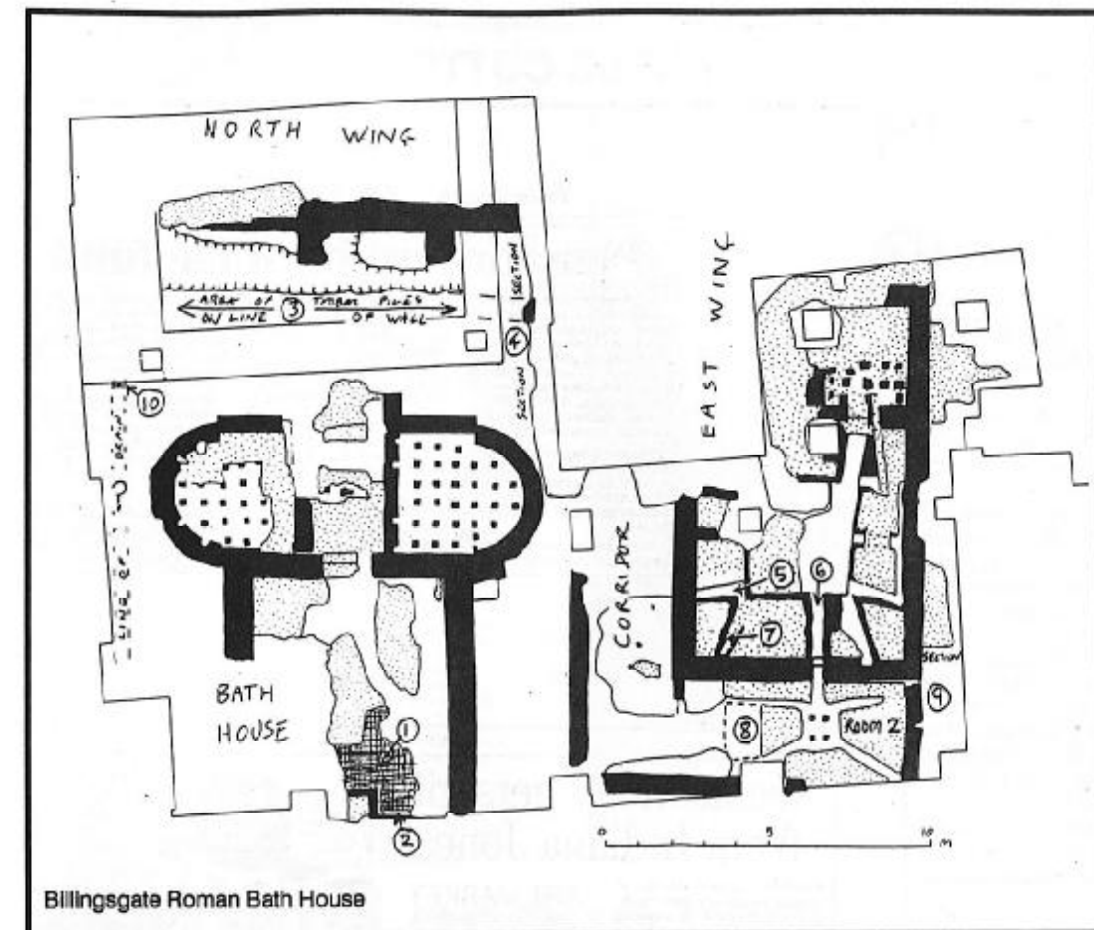 NORTH WING
SECTION
← AREA OF ③ TIMBER PILES →
ON LINE OF WALL
④
SECTION
EAST WING
⑩
LINE OF ? DRAIN
CORRIDOR
⑤ ⑥
⑦
SECTION
⑨
BATH
HOUSE
①
⑧ ROOM 2
②
0 5 10 M
Billingsgate Roman Bath House